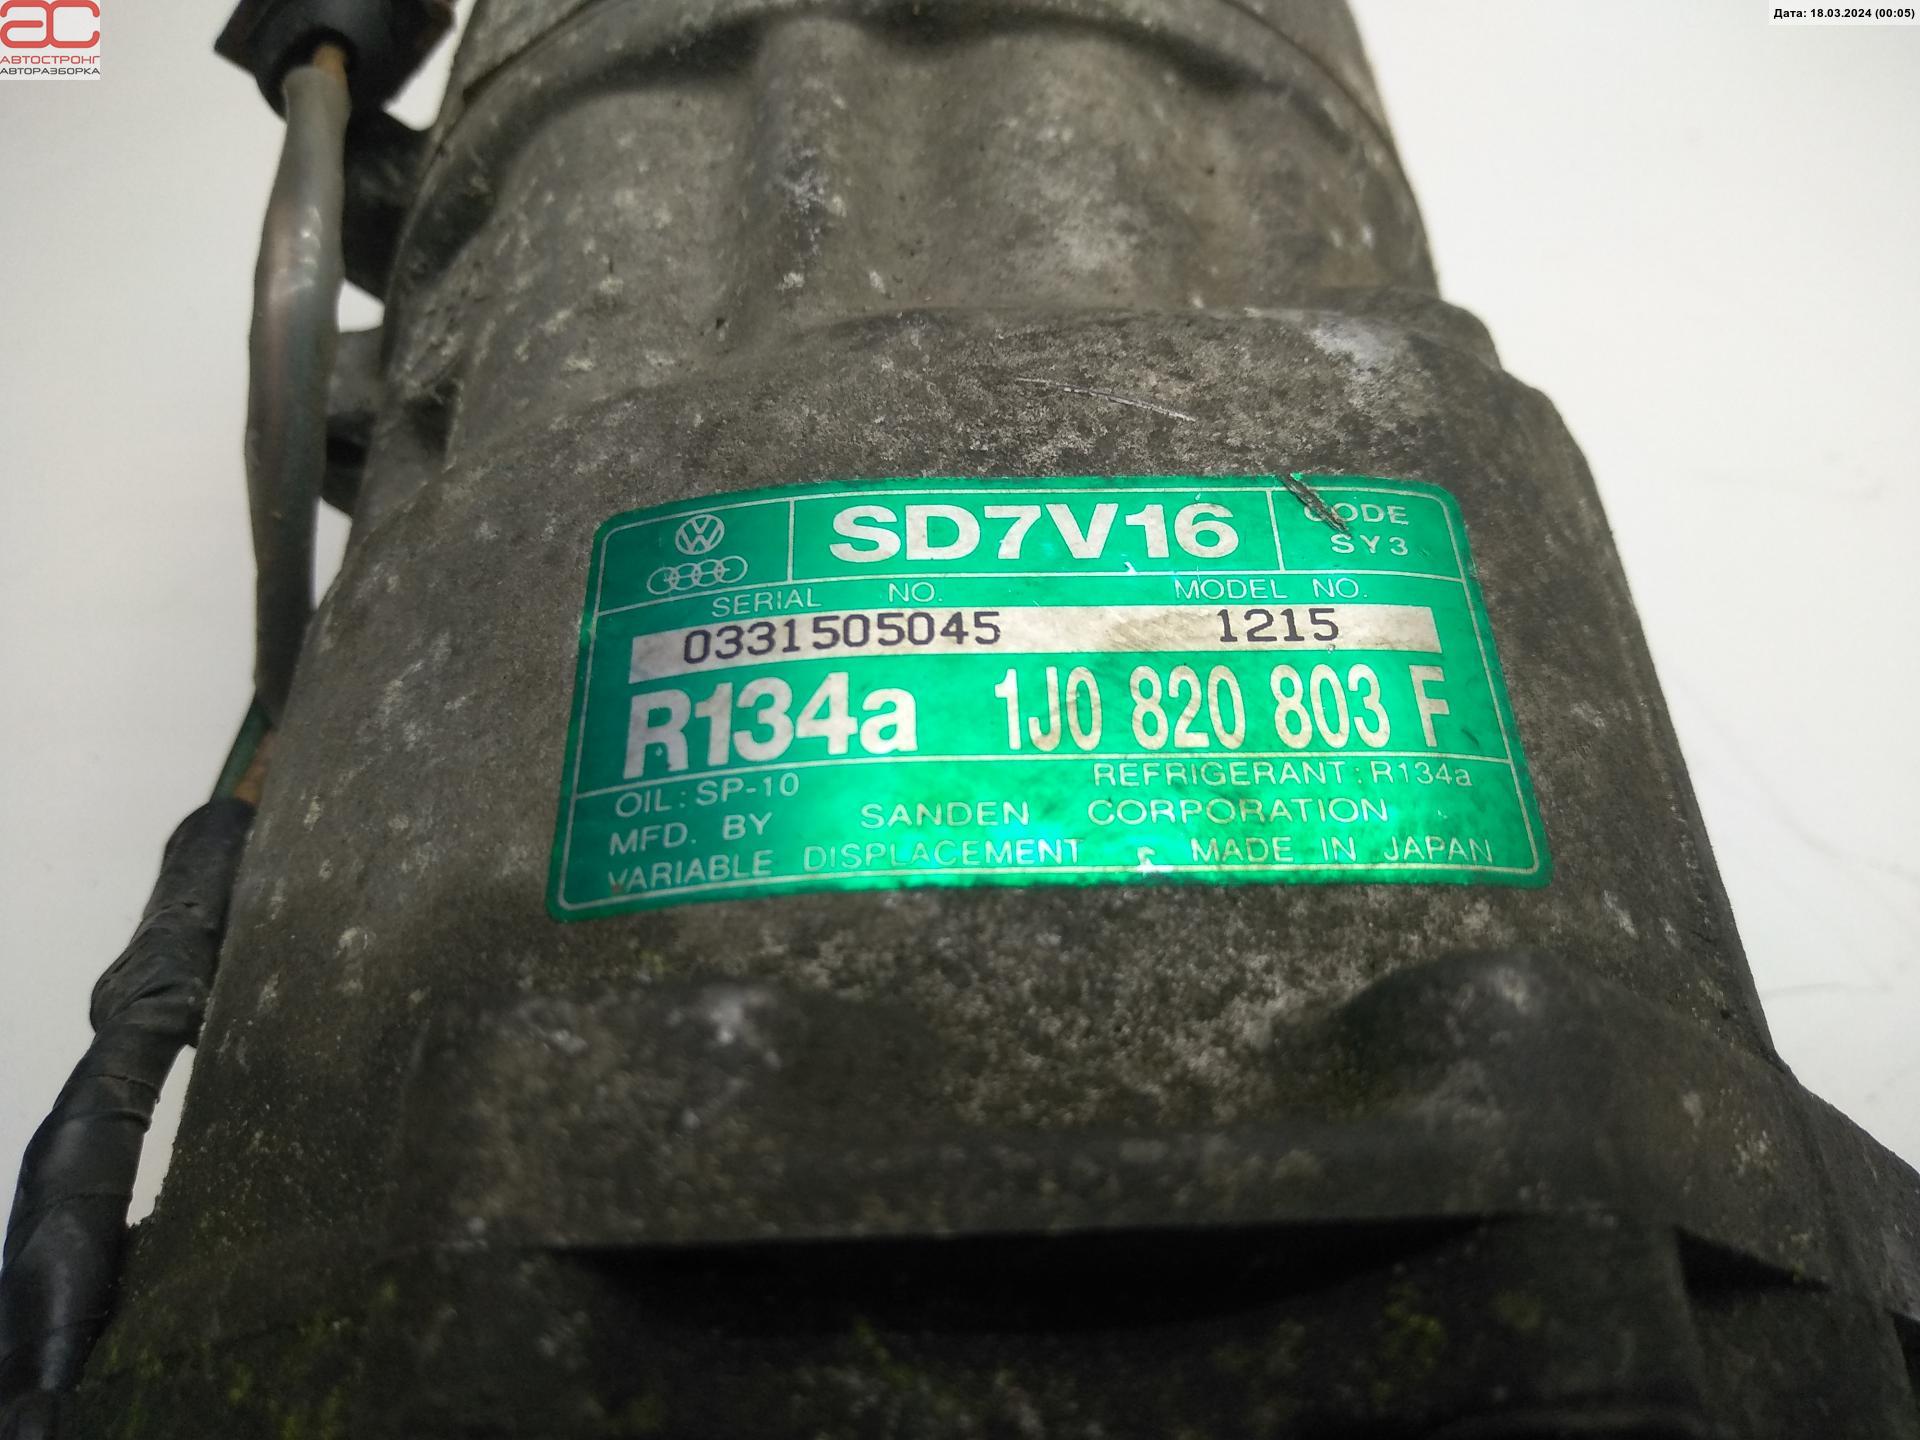 АС
АВТОСТРОНГ
АВТОРАЗБОРКА
Дата: 18.03.2024 (00:05)
SD7V16
CODE
SY3
SERIAL NO.
MODEL NO.
0331505045
1215
R134a
1J0 820 803 F
OIL: SP-10
REFRIGERANT: R134a
MFD. BY SANDEN CORPORATION
VARIABLE DISPLACEMENT
MADE IN JAPAN